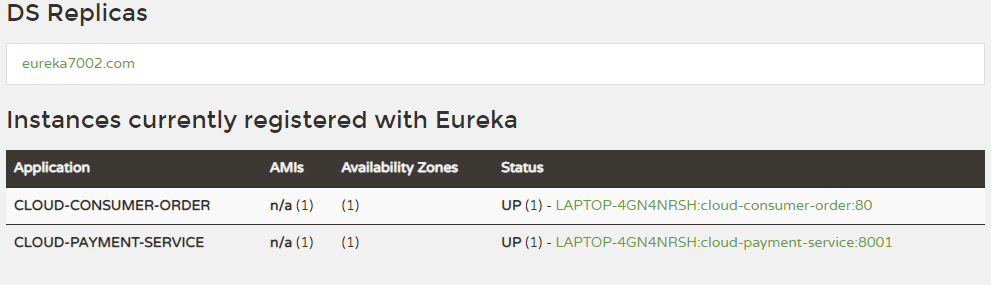 DS Replicas
eureka7002.com
Instances currently registered with Eureka
Application AMIs Availability Zones Status
CLOUD-CONSUMER-ORDER n/a (1) (1) UP (1) - LAPTOP-4GN4NRSH:cloud-consumer-order:80
CLOUD-PAYMENT-SERVICE n/a (1) (1) UP (1) - LAPTOP-4GN4NRSH:cloud-payment-service:8001